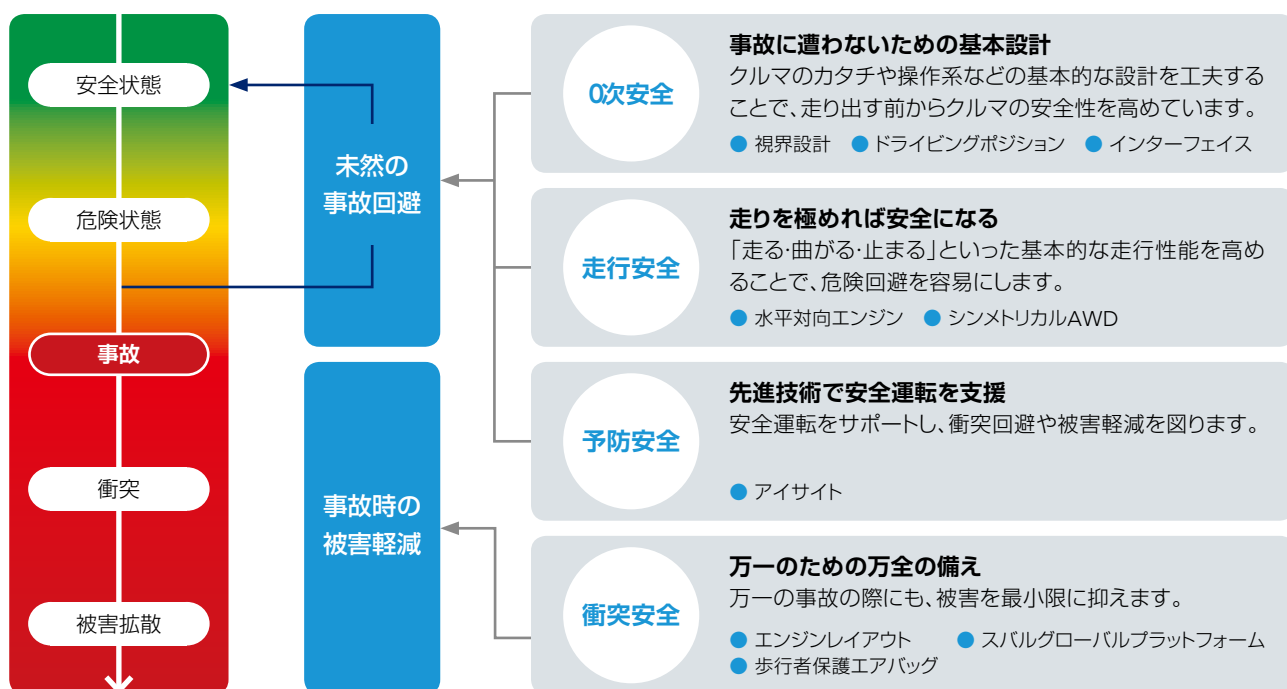 安全状態
危険状態
事故
衝突
被害拡散
未然の
事故回避
事故時の
被害軽減
0次安全
事故に遭わないための基本設計
クルマのカタチや操作系などの基本的な設計を工夫する
ことで、走り出す前からクルマの安全性を高めています。
● 視界設計 ● ドライビングポジション ● インターフェイス
走行安全
走りを極めれば安全になる
「走る・曲がる・止まる」といった基本的な走行性能を高め
ることで、危険回避を容易にします。
● 水平対向エンジン ● シンメトリカルAWD
予防安全
先進技術で安全運転を支援
安全運転をサポートし、衝突回避や被害軽減を図ります。
● アイサイト
衝突安全
万一のための万全の備え
万一の事故の際にも、被害を最小限に抑えます。
● エンジンレイアウト ● スバルグローバルプラットフォーム
● 歩行者保護エアバッグ